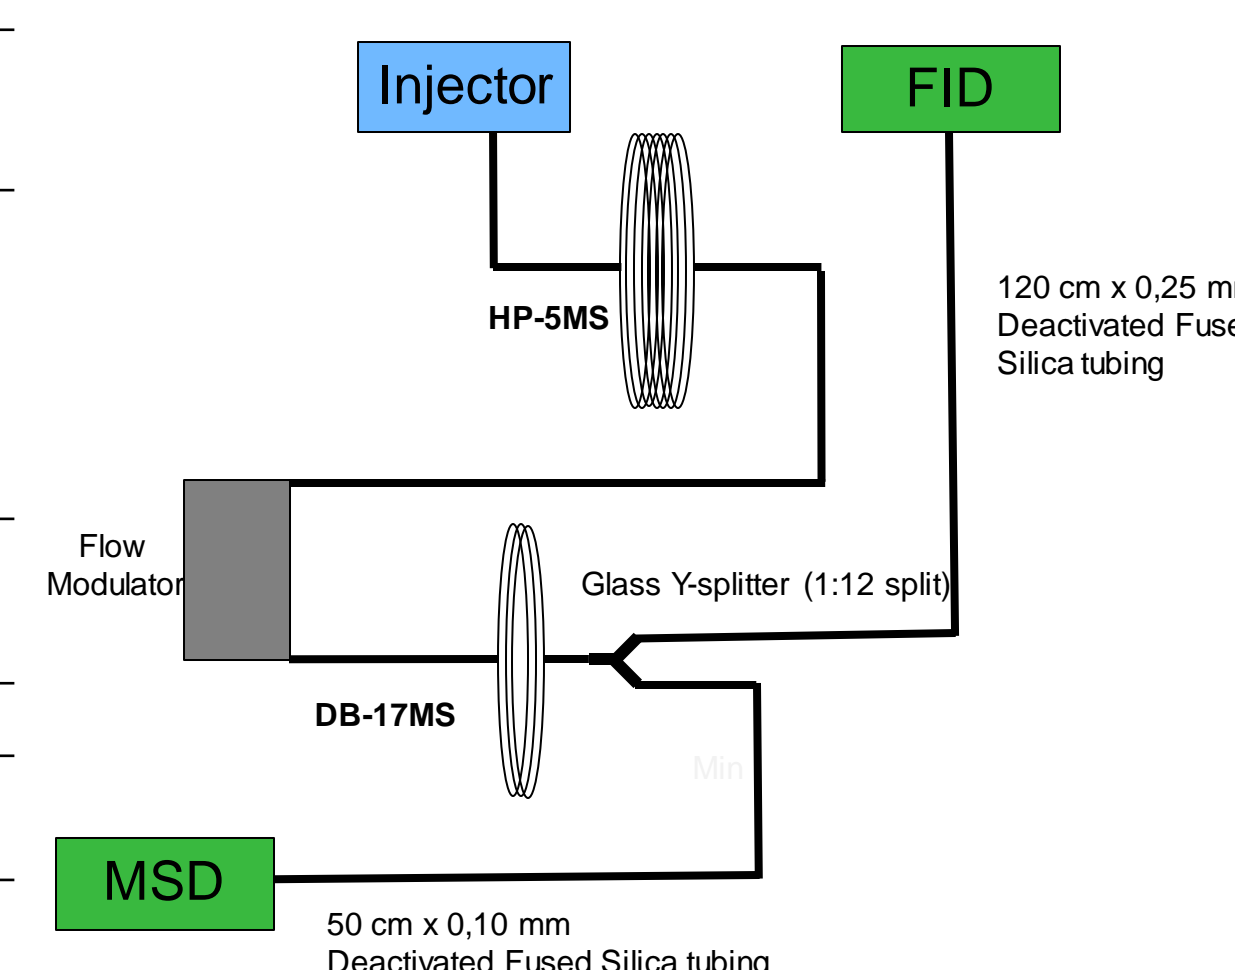 Injector
FID
HP-5MS
120 cm x 0,25
Deactivated
Silica tubing
Flow
Modulator
Glass Y-splitter (1:12 split)
DB-17MS
Min
MSD
50 cm x 0,10 mm
Deactivated Fused Silica tubing